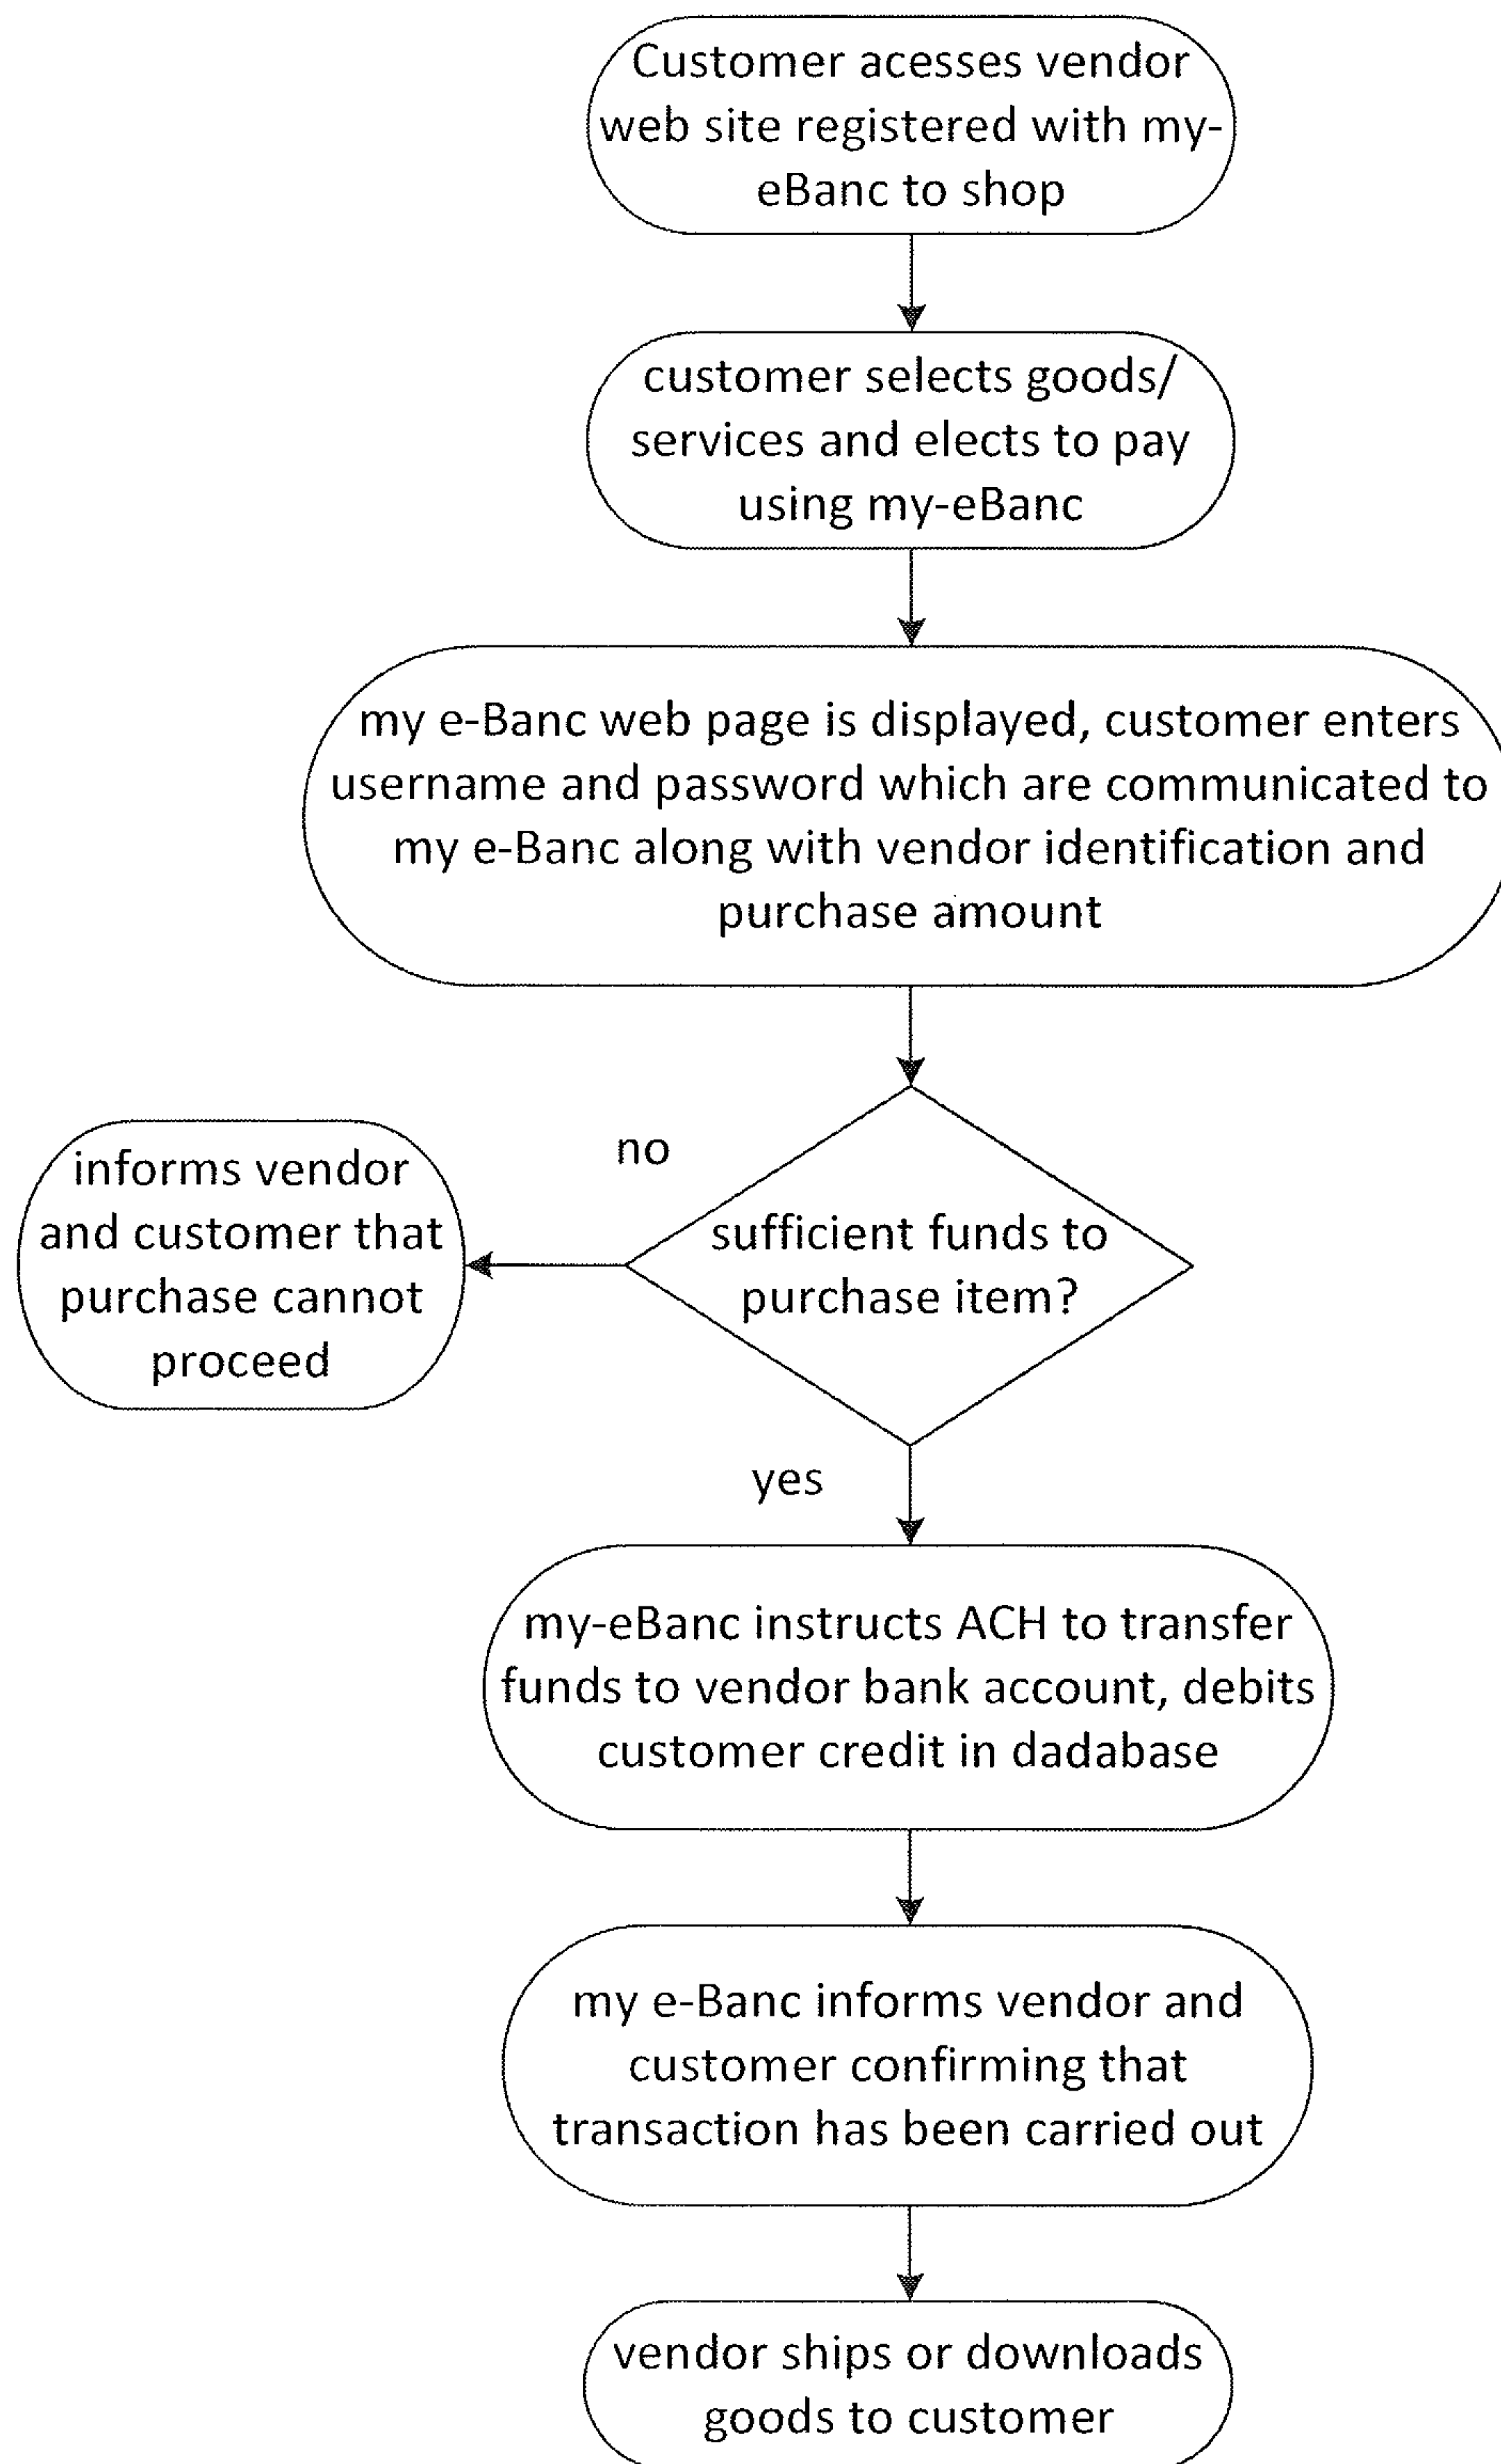 Customer acesses vendor
web site registered with my-
eBanc to shop
customer selects goods/
services and elects to pay
using my-eBanc
my e-Banc web page is displayed, customer enters
username and password which are communicated to
my e-Banc along with vendor identification and
purchase amount
no
informs vendor
and customer that
purchase cannot
proceed
sufficient funds to
purchase item?
yes
my-eBanc instructs ACH to transfer
funds to vendor bank account, debits
customer credit in dadabase
my e-Banc informs vendor and
customer confirming that
transaction has been carried out
vendor ships or downloads
goods to customer